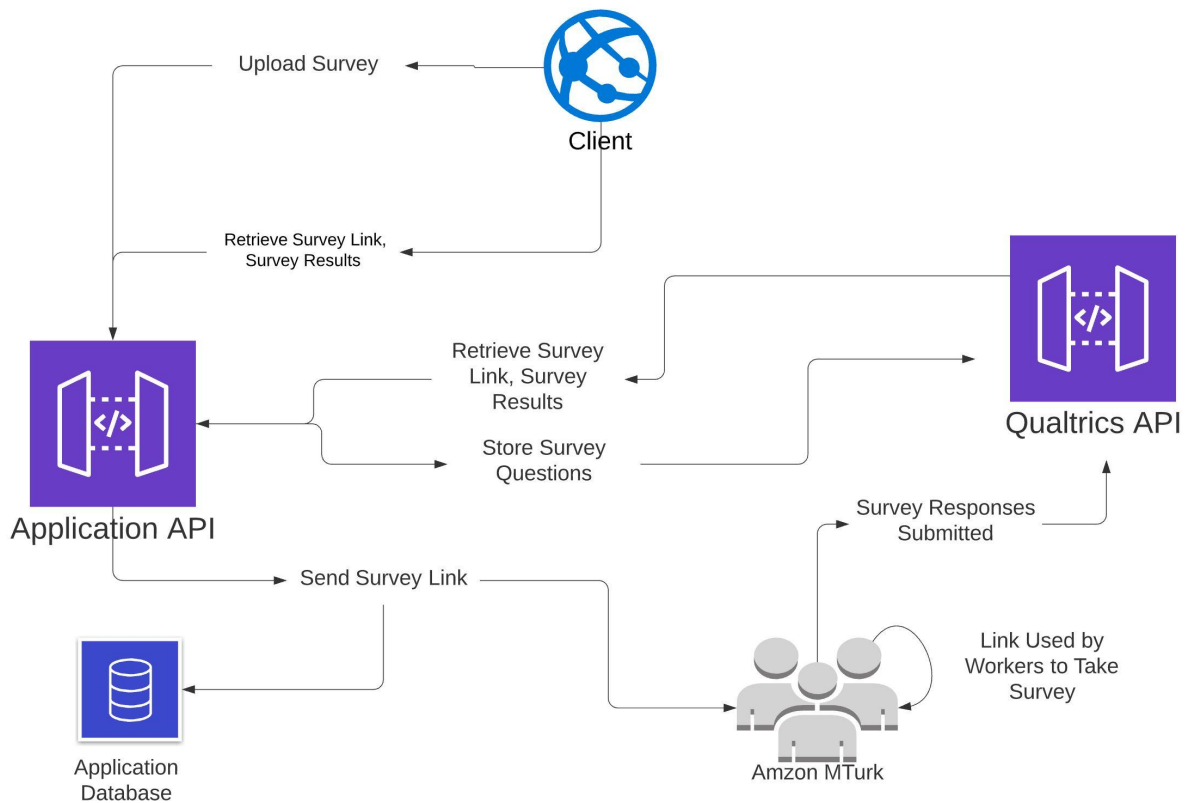 Upload Survey
Client
Retrieve Survey Link,
Survey Results
Retrieve Survey
Link, Survey
Results
</>
Qualtrics API
</>
Store Survey
Questions
Application API
Survey Responses
Submitted
Send Survey Link
Link Used by
Workers to Take
Survey
Application
Database
Amzon MTurk